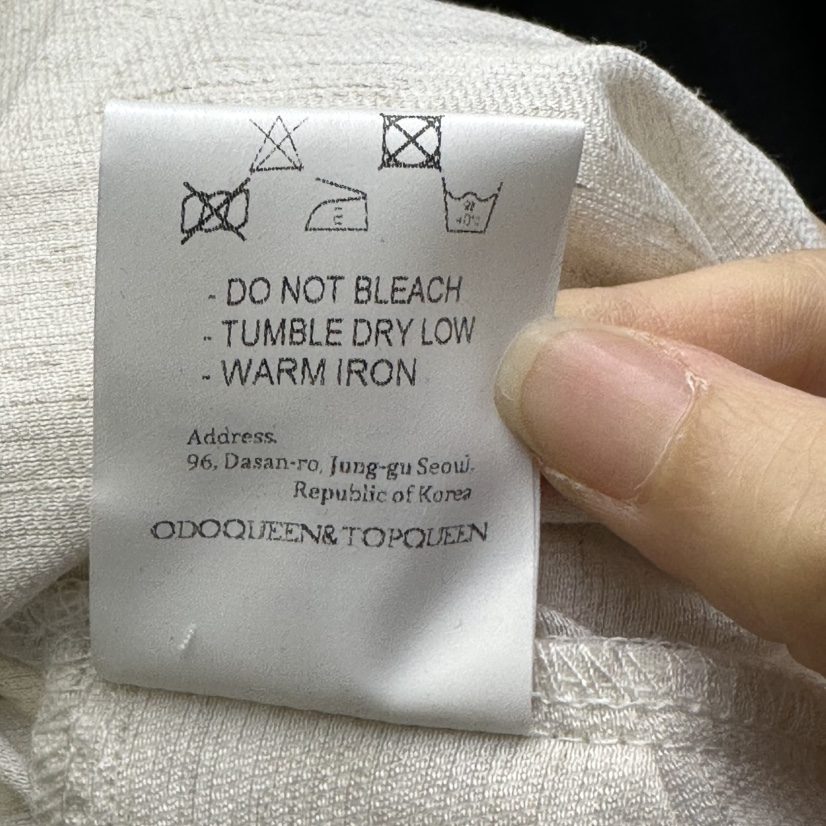 - DO NOT BLEACH
- TUMBLE DRY LOW
- WARM IRON
Address.
96, Dasan-ro, Jung-gu Seoul.
Republic of Korea
ODOQUEEN&TOPQUEEN